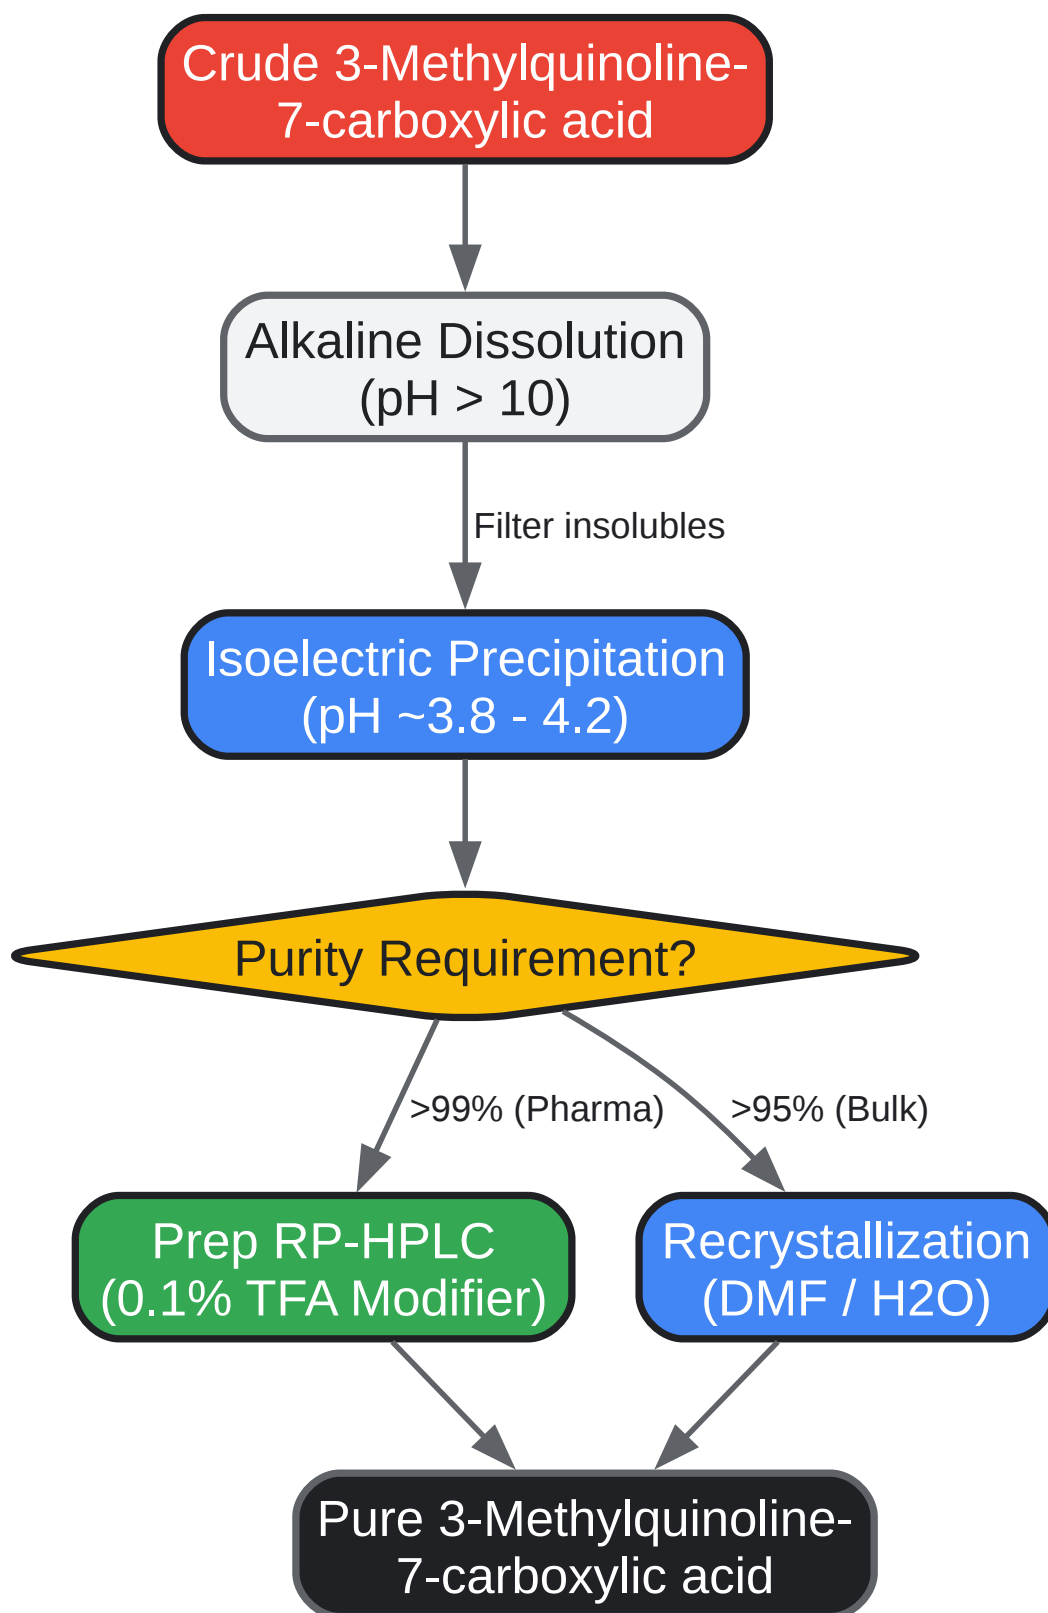 Crude 3-Methylquinoline-
7-carboxylic acid
Alkaline Dissolution
(pH > 10)
Filter insolubles
Isoelectric Precipitation
(pH ~3.8 - 4.2)
Purity Requirement?
>99% (Pharma)
>95% (Bulk)
Prep RP-HPLC
(0.1% TFA Modifier)
Recrystallization
(DMF / H2O)
Pure 3-Methylquinoline-
7-carboxylic acid